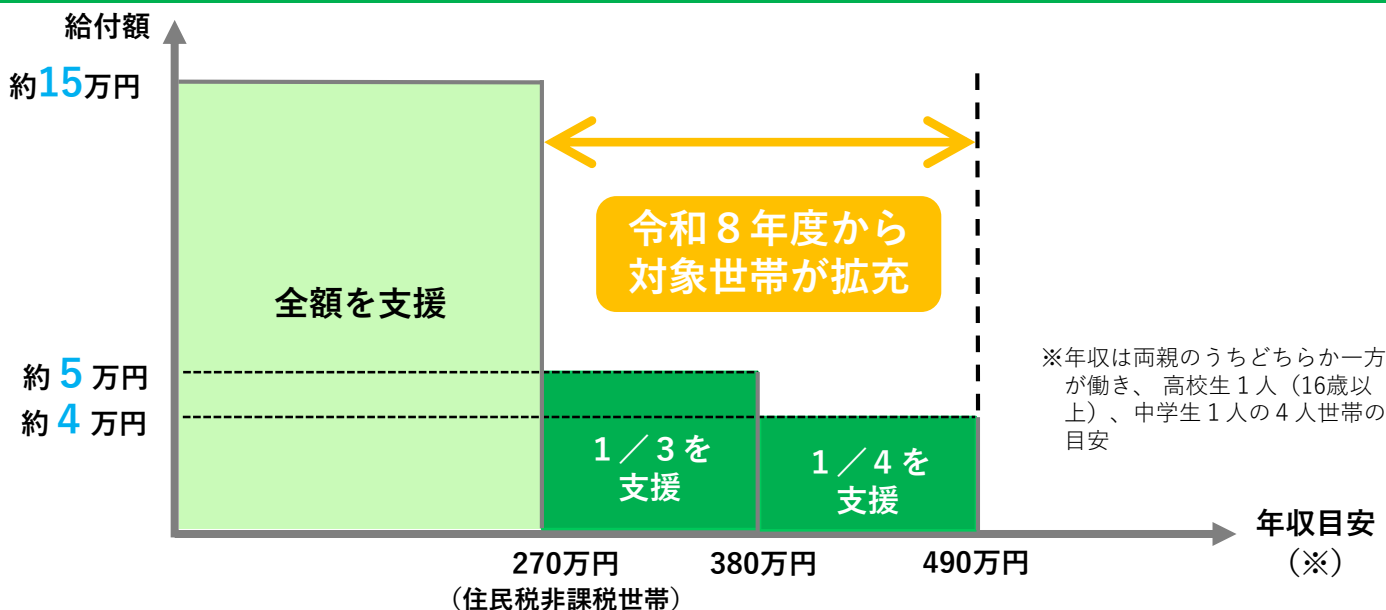 給付額
約15万円
令和８年度から
対象世帯が拡充
全額を支援
約５万円
約４万円
１／３を
支援
１／４を
支援
※年収は両親のうちどちらか一方
が働き、 高校生１人（16歳以
上）、中学生１人の４人世帯の
目安
270万円
（住民税非課税世帯）
380万円
490万円
年収目安
（※）